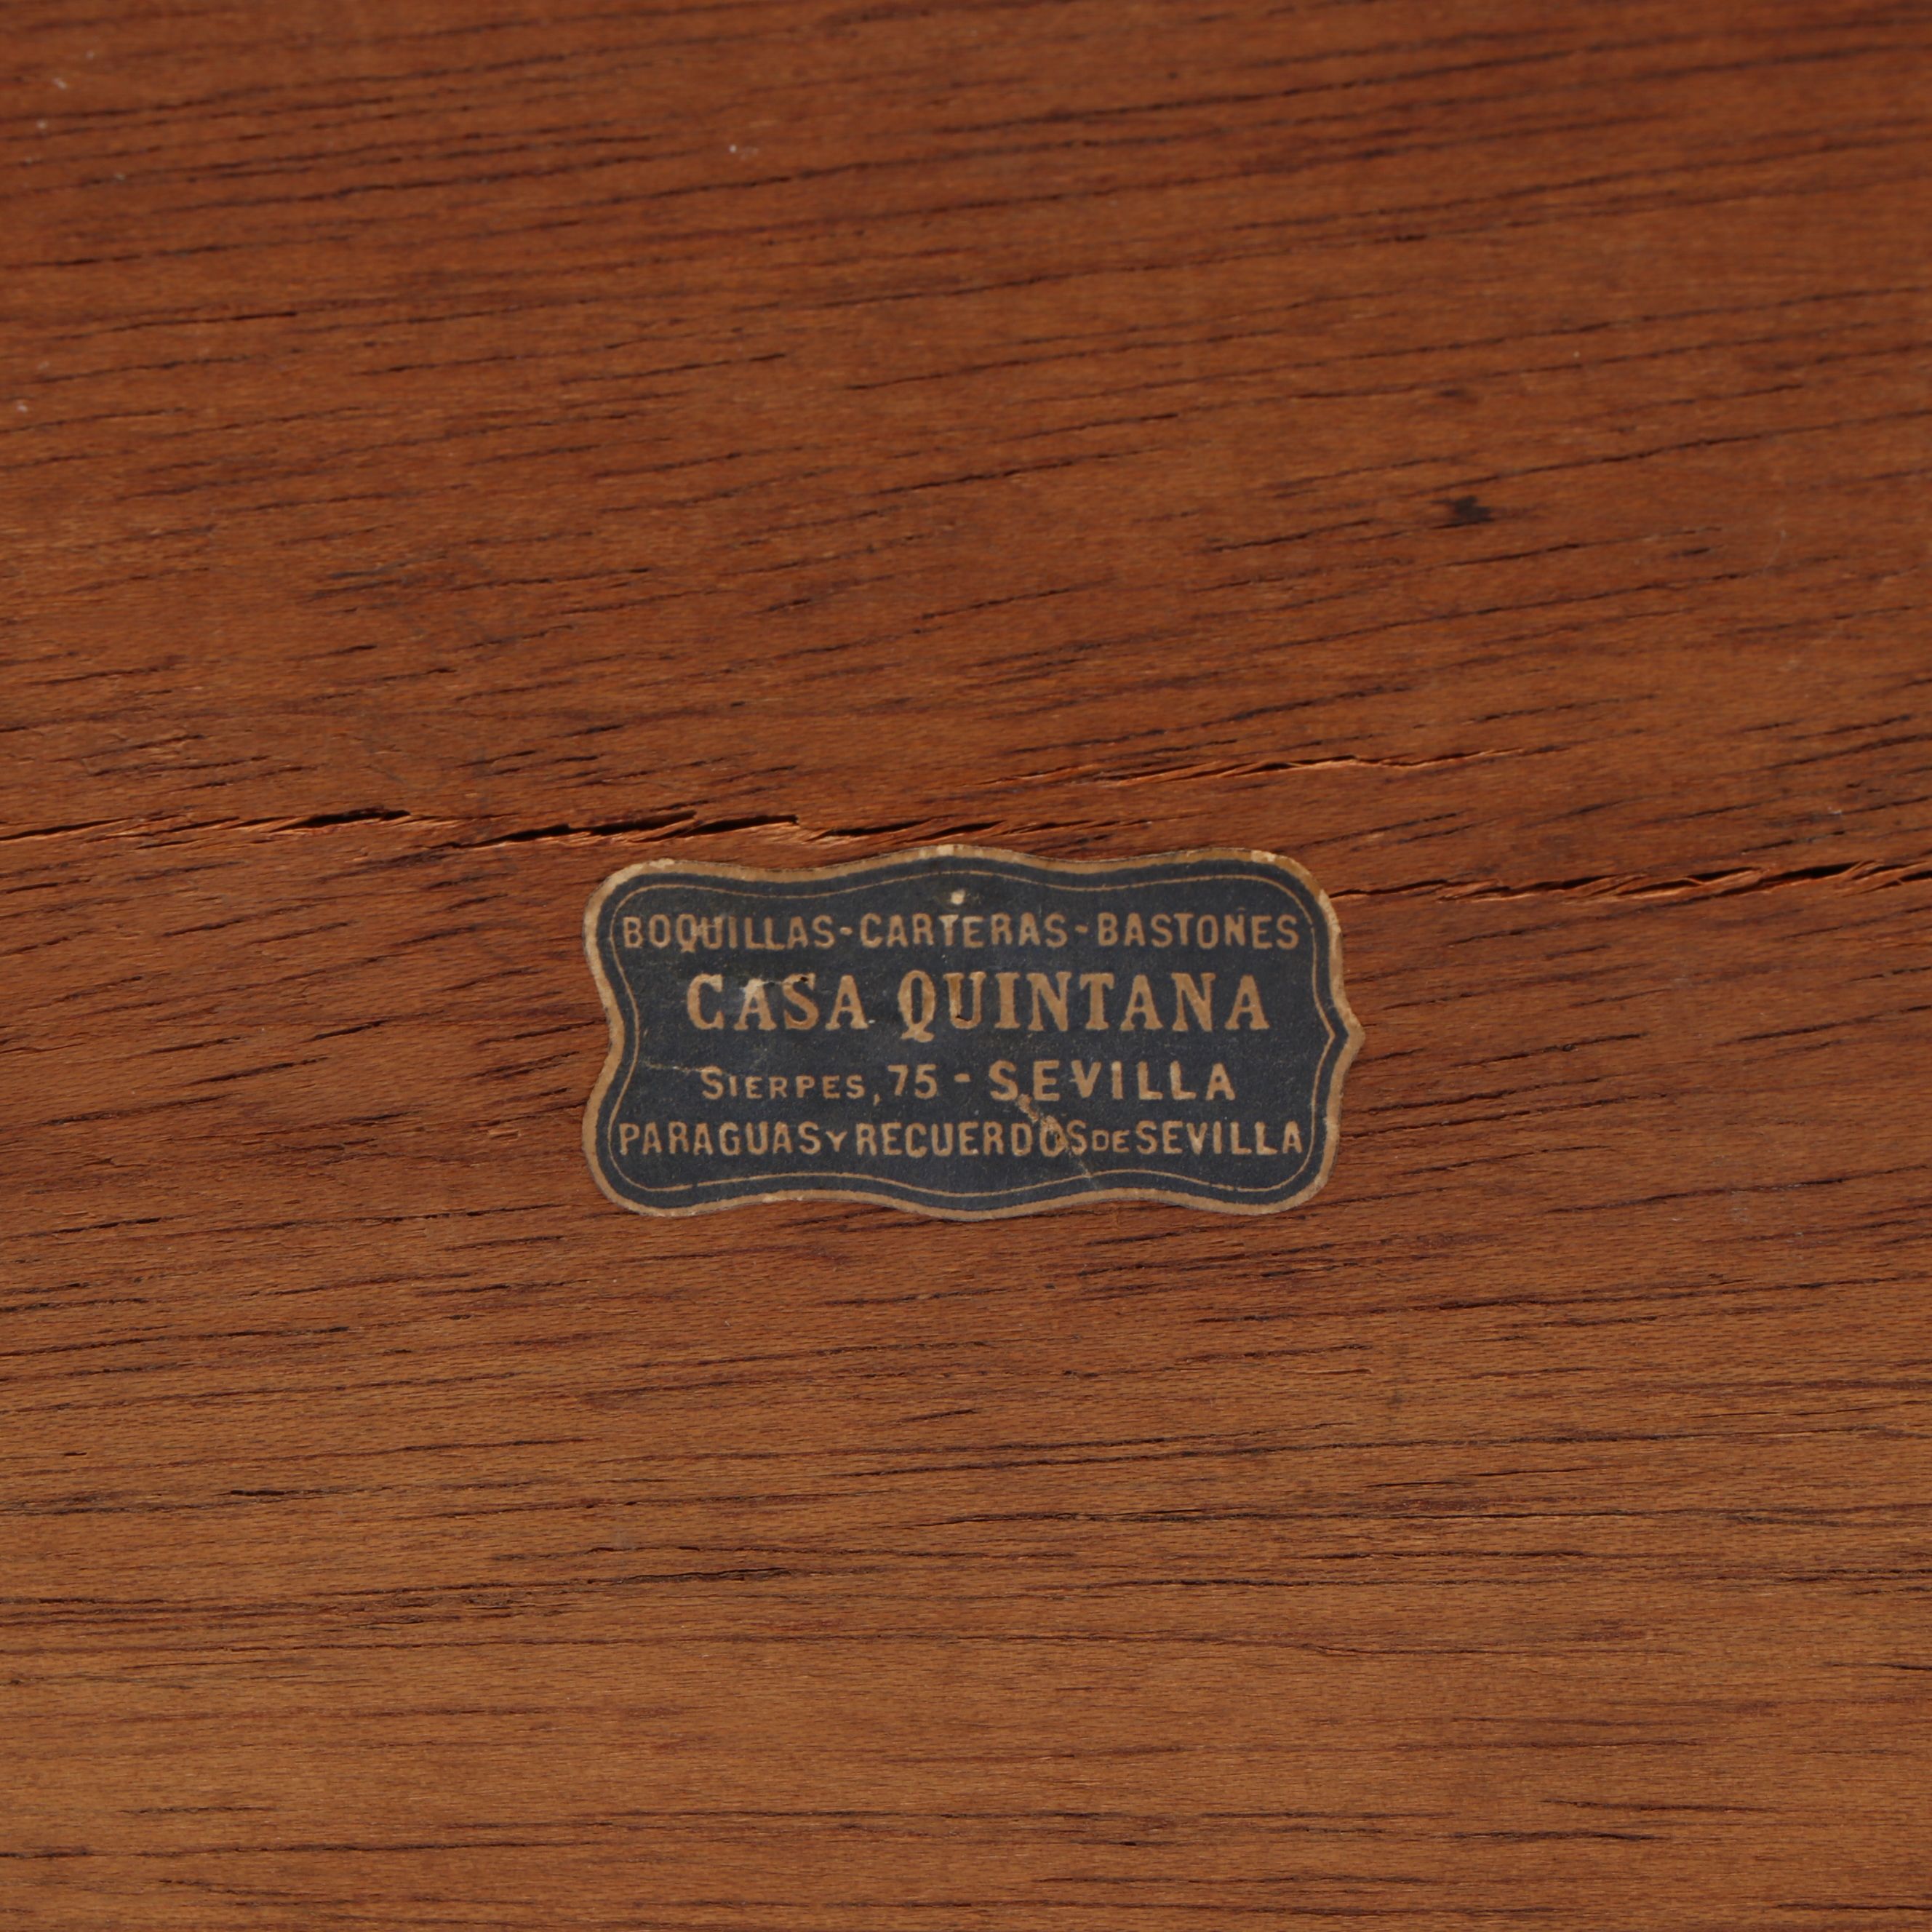 BOQUILLAS-CARTERAS-BASTONES
CASA QUINTANA
SIERPES, 75 - SEVILLA
PARAGUAS Y RECUERDOS DE SEVILLA